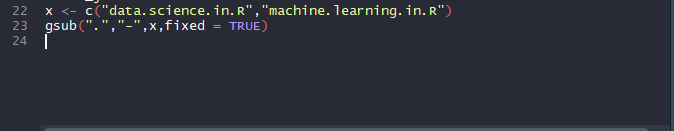 22 x <- c("data.science.in.R","machine.learning.in.R")
23 gsub(".","-",x,fixed = TRUE)
24